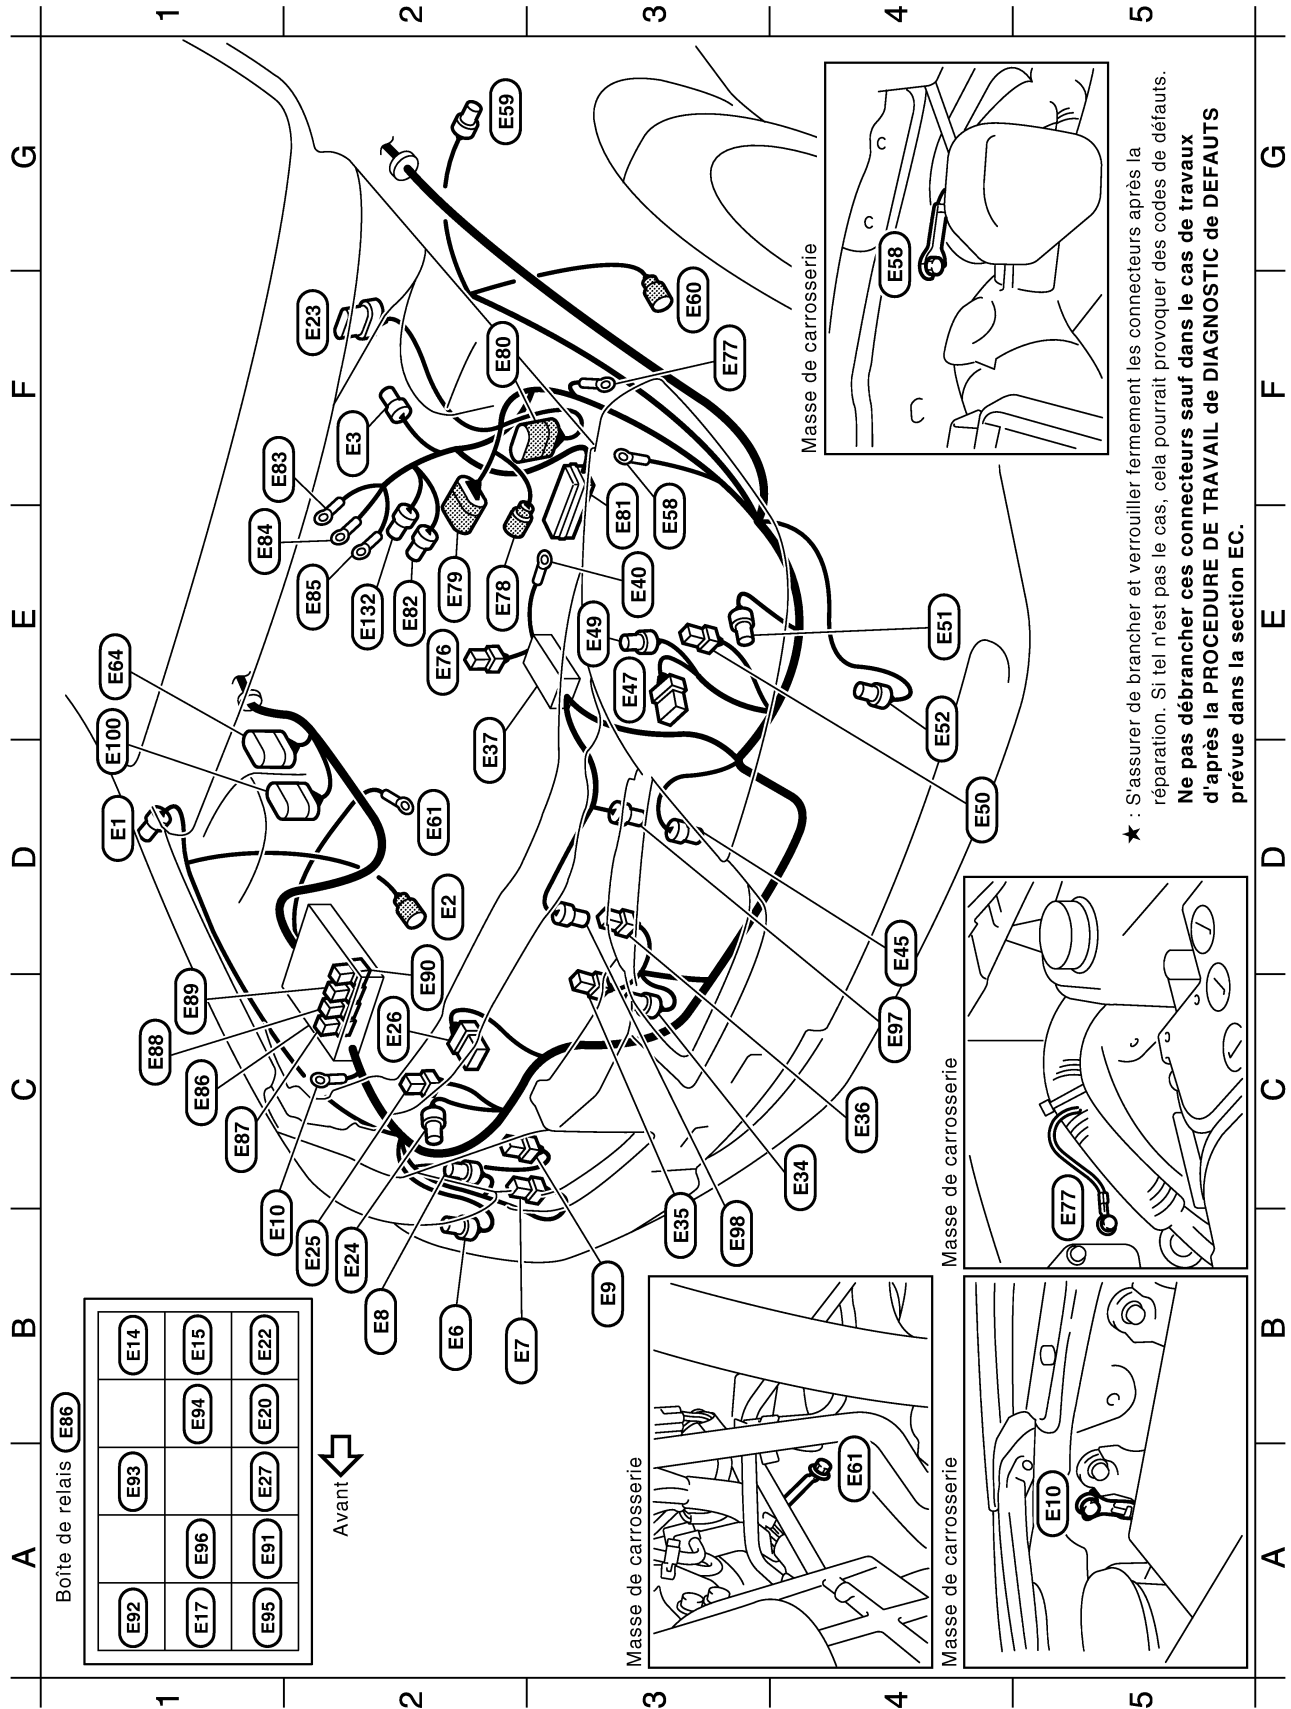 A
B
C
D
E
F
G
1
2
3
4
5
Boîte de relais E86
E92
E93
E14
E17
E96
E94
E15
E95
E91
E27
E20
E22
Avant
E1
E100
E64
E84
E83
E23
E3
E85
E132
E82
E79
E78
E80
E59
E60
E77
E58
E81
E40
E76
E37
E49
E47
E51
E52
E50
E45
E97
E36
E34
E98
E35
E61
E2
E90
E26
E89
E88
E86
E87
E10
E25
E24
E8
E6
E7
E9
Masse de carrosserie
E61
Masse de carrosserie
E10
Masse de carrosserie
E77
Masse de carrosserie
E58
★ : S'assurer de brancher et verrouiller fermement les connecteurs après la
réparation. Si tel n'est pas le cas, cela pourrait provoquer des codes de défauts.
Ne pas débrancher ces connecteurs sauf dans le cas de travaux
d'après la PROCEDURE DE TRAVAIL de DIAGNOSTIC de DEFAUTS
prévue dans la section EC.
1
2
3
4
5
A
B
C
D
E
F
G